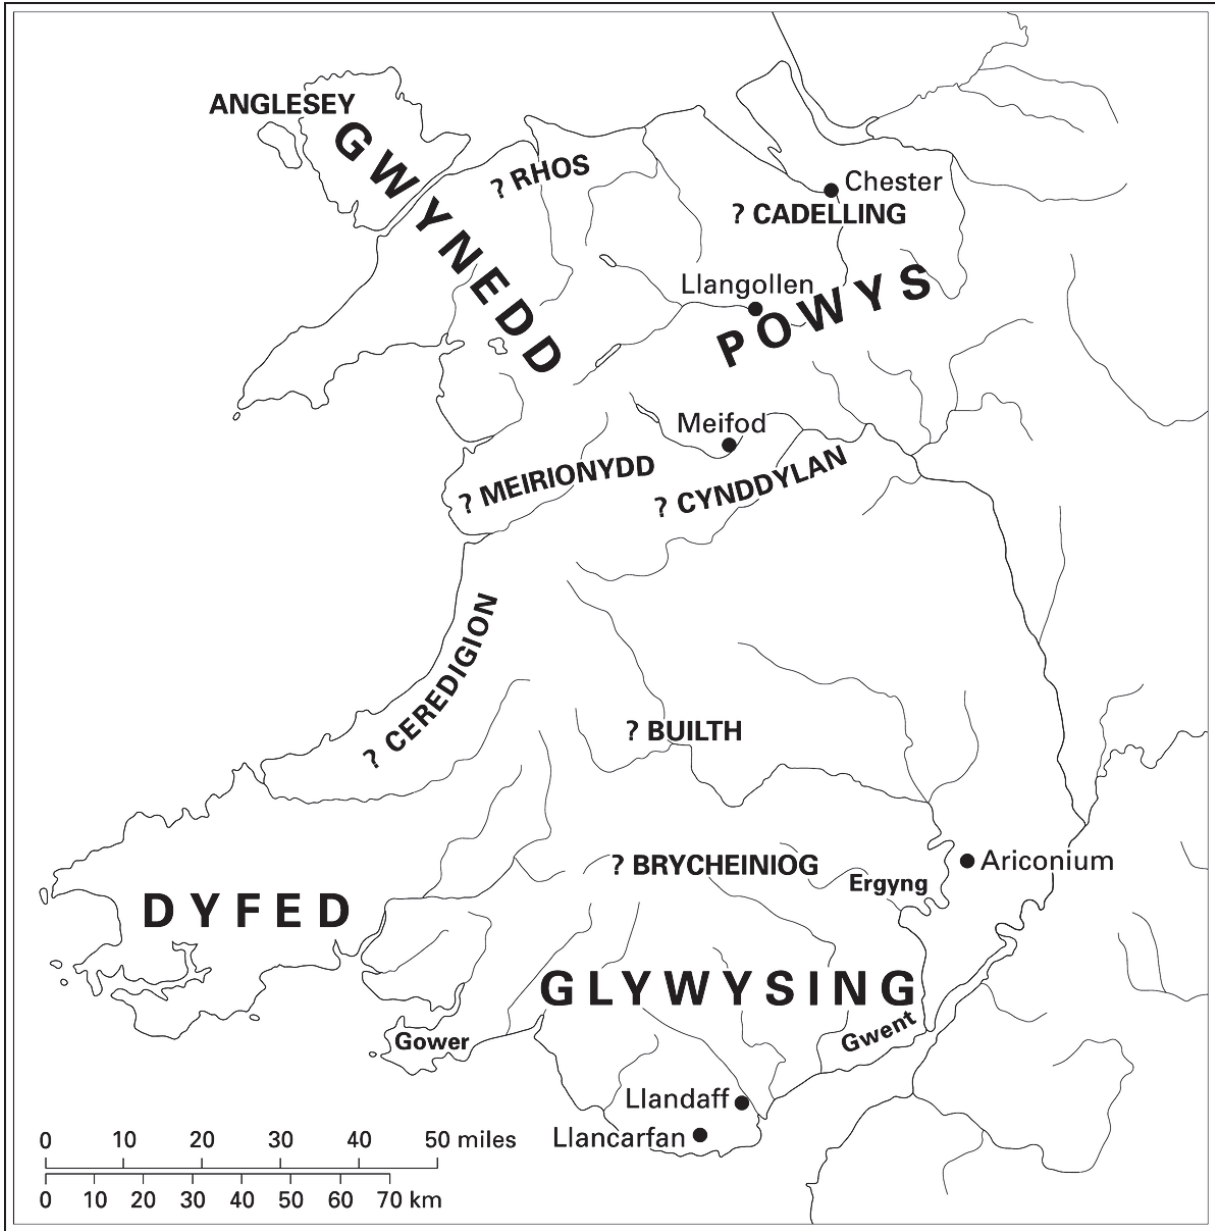 ANGLESEY
GWYNEDD
? RHOS
Chester
? CADELLING
Llangollen
POWYS
Meifod
? MEIRIONYDD
? CYNDDYLAN
? CEREDIGION
? BUILTH
? BRYCHEINIOG
Ariconium
Ergyng
DYFED
GLYWYSING
Gwent
Gower
Llandaff
Llancarfan
0 10 20 30 40 50 miles
0 10 20 30 40 50 60 70 km